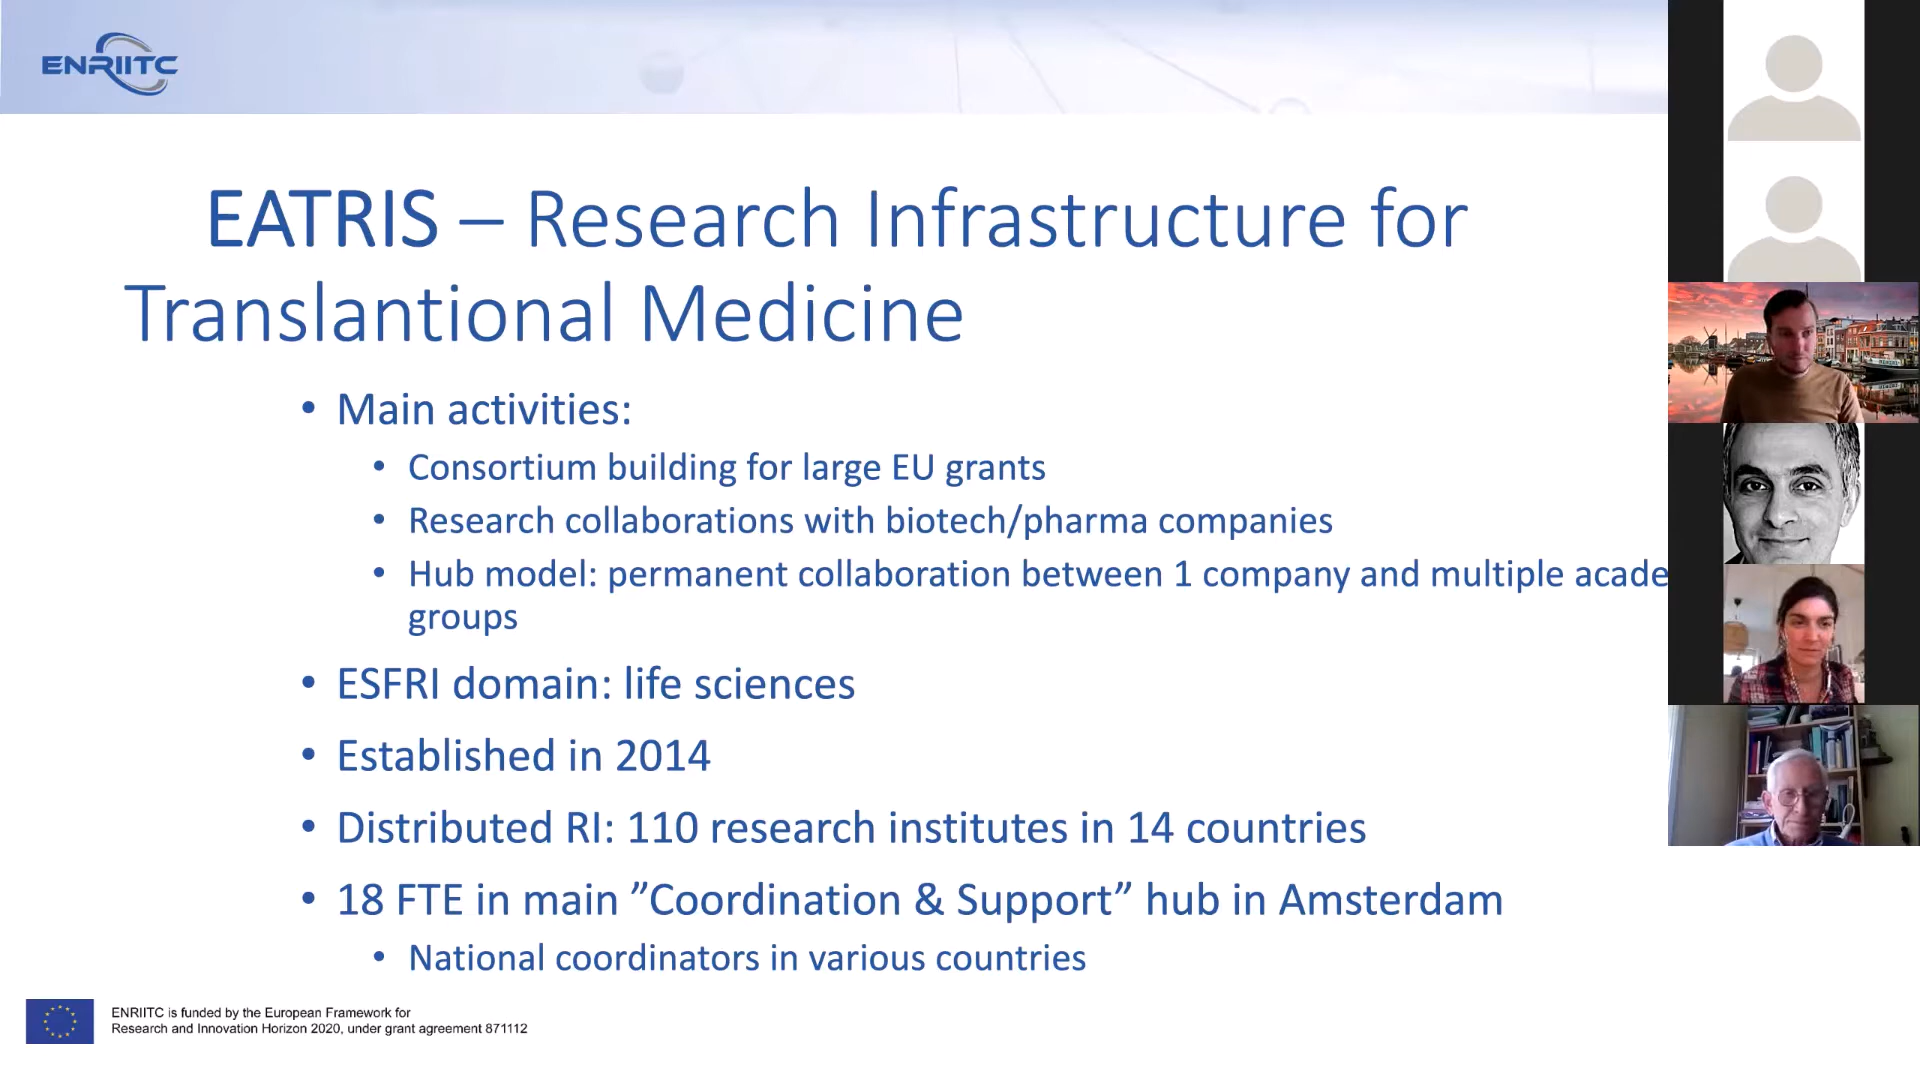 ENRIITC
EATRIS – Research Infrastructure for
Translantional Medicine
• Main activities:
• Consortium building for large EU grants
• Research collaborations with biotech/pharma companies
• Hub model: permanent collaboration between 1 company and multiple acade
groups
• ESFRI domain: life sciences
• Established in 2014
• Distributed RI: 110 research institutes in 14 countries
• 18 FTE in main ”Coordination & Support” hub in Amsterdam
• National coordinators in various countries
ENRIITC is funded by the European Framework for
Research and Innovation Horizon 2020, under grant agreement 871112